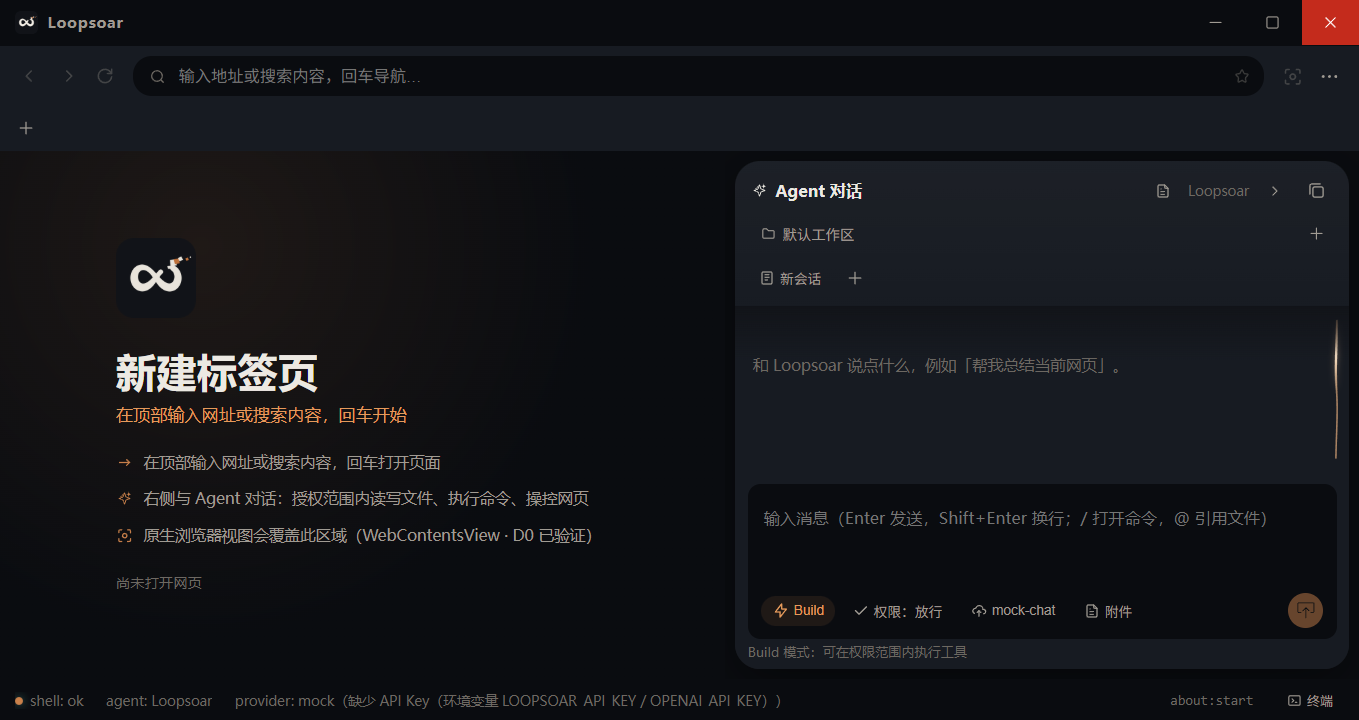 Loopsoar
输入地址或搜索内容，回车导航...
Agent 对话
Loopsoar
默认工作区
新会话
和 Loopsoar 说点什么，例如「帮我总结当前网页」。
新建标签页
在顶部输入网址或搜索内容，回车开始
在顶部输入网址或搜索内容，回车打开页面
右侧与 Agent 对话：授权范围内读写文件、执行命令、操控网页
原生浏览器视图会覆盖此区域（WebContentsView · D0 已验证）
尚未打开网页
输入消息（Enter 发送，Shift+Enter 换行；/ 打开命令，@ 引用文件）
Build
权限：放行
mock-chat
附件
Build 模式：可在权限范围内执行工具
shell: ok
agent: Loopsoar
provider: mock（缺少 API Key（环境变量 LOOPSOAR_API_KEY / OPENAI_API_KEY））
about:start
终端